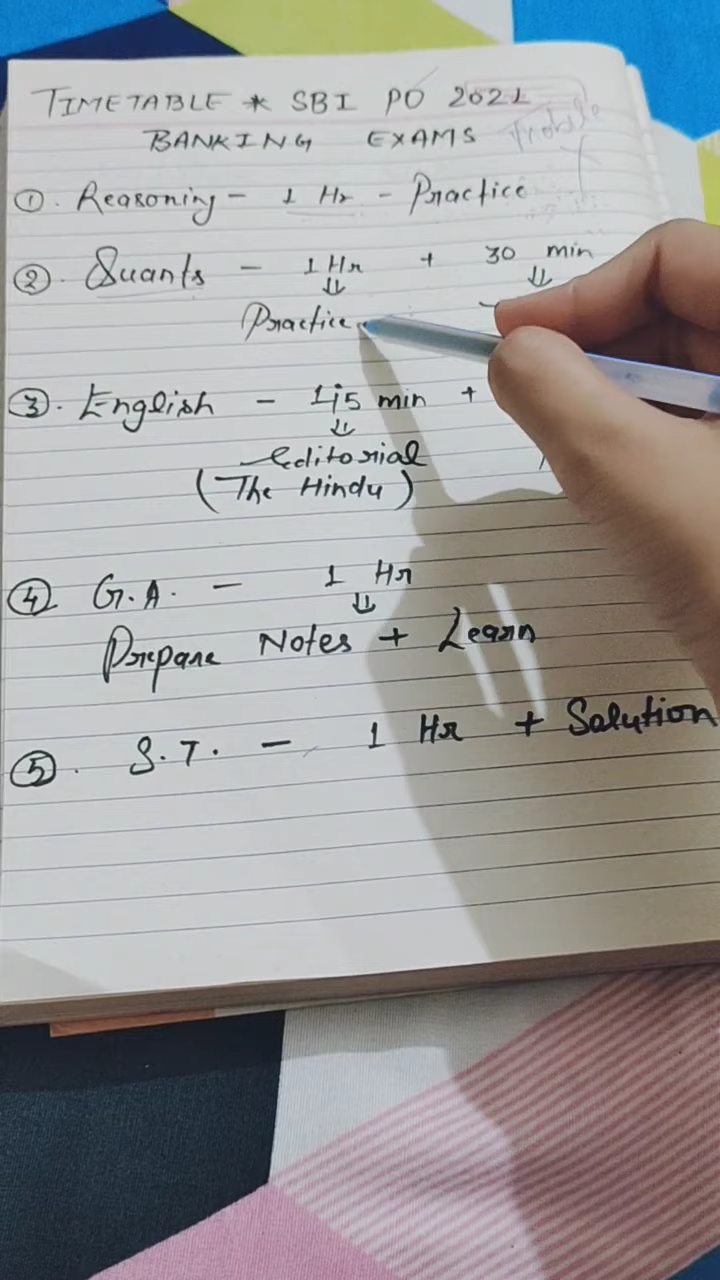 TIMETABLE * SBI PO 2021
BANKING EXAMS
① . Reasoning - 1 Hr - Practice
② . Quants - 1 Hr + 30 min
⇓ ⇓
Practice
③ . English - 15 min +
⇓
editorial
(The Hindu)
④ G.A. - 1 Hr
⇓
Prepare Notes + Learn
⑤ . S.T. - 1 Hr + Solution